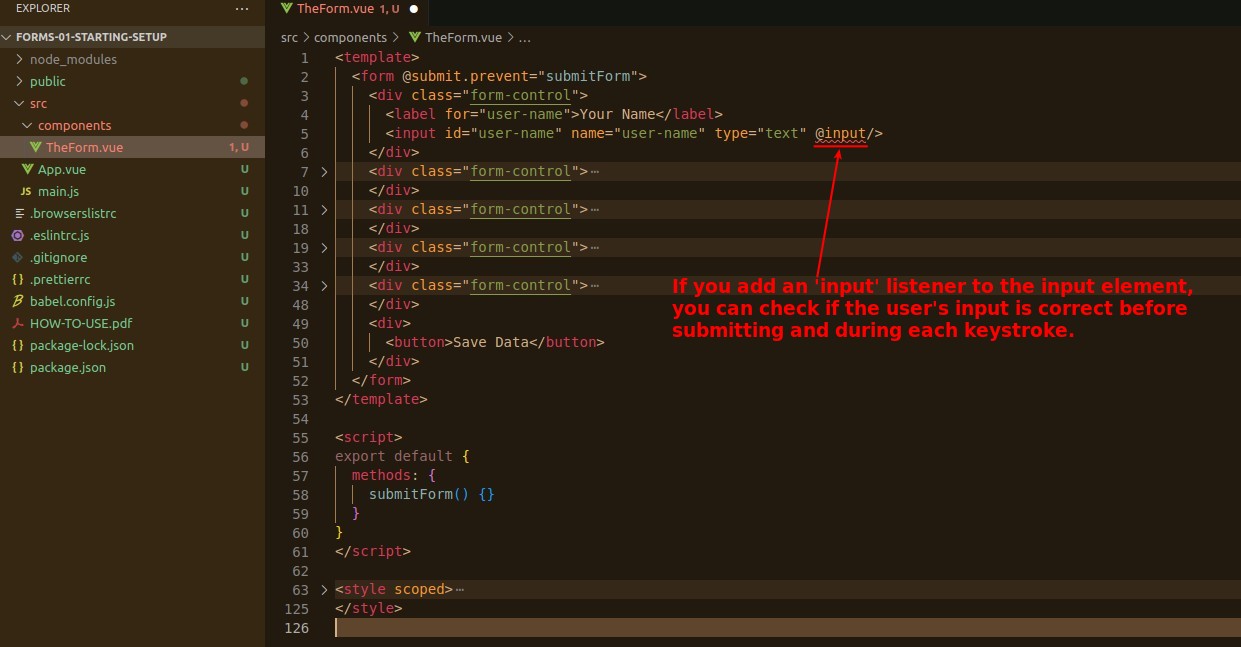 EXPLORER ...
FORMS-01-STARTING-SETUP
node_modules
public
src
components
TheForm.vue 1, U
App.vue U
JS main.js U
.browserslistrc U
.eslintrc.js U
.gitignore U
{} .prettierrc U
babel.config.js U
HOW-TO-USE.pdf U
{} package-lock.json U
{} package.json U
TheForm.vue 1, U
src > components > TheForm.vue > ...
1 <template>
2 <form @submit.prevent="submitForm">
3 <div class="form-control">
4 <label for="user-name">Your Name</label>
5 <input id="user-name" name="user-name" type="text" @input/>
6 </div>
7 <div class="form-control">…
10 </div>
11 <div class="form-control">…
18 </div>
19 <div class="form-control">…
33 </div>
34 <div class="form-control">…
48 </div>
49 <div>
50 <button>Save Data</button>
51 </div>
52 </form>
53 </template>
54
55 <script>
56 export default {
57 methods: {
58 submitForm() {}
59 }
60 }
61 </script>
62
63 <style scoped>…
125 </style>
126
If you add an 'input' listener to the input element,
you can check if the user's input is correct before
submitting and during each keystroke.